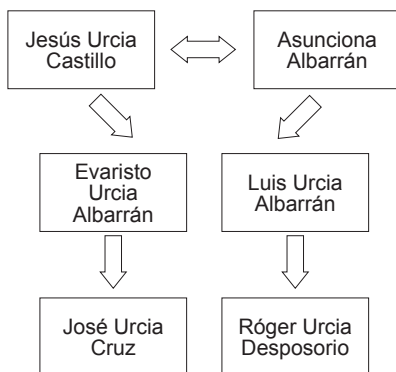 Jesús Urcia
Castillo
Asunciona
Albarrán
Evaristo
Urcia
Albarrán
Luis Urcia
Albarrán
José Urcia
Cruz
Róger Urcia
Desposorio